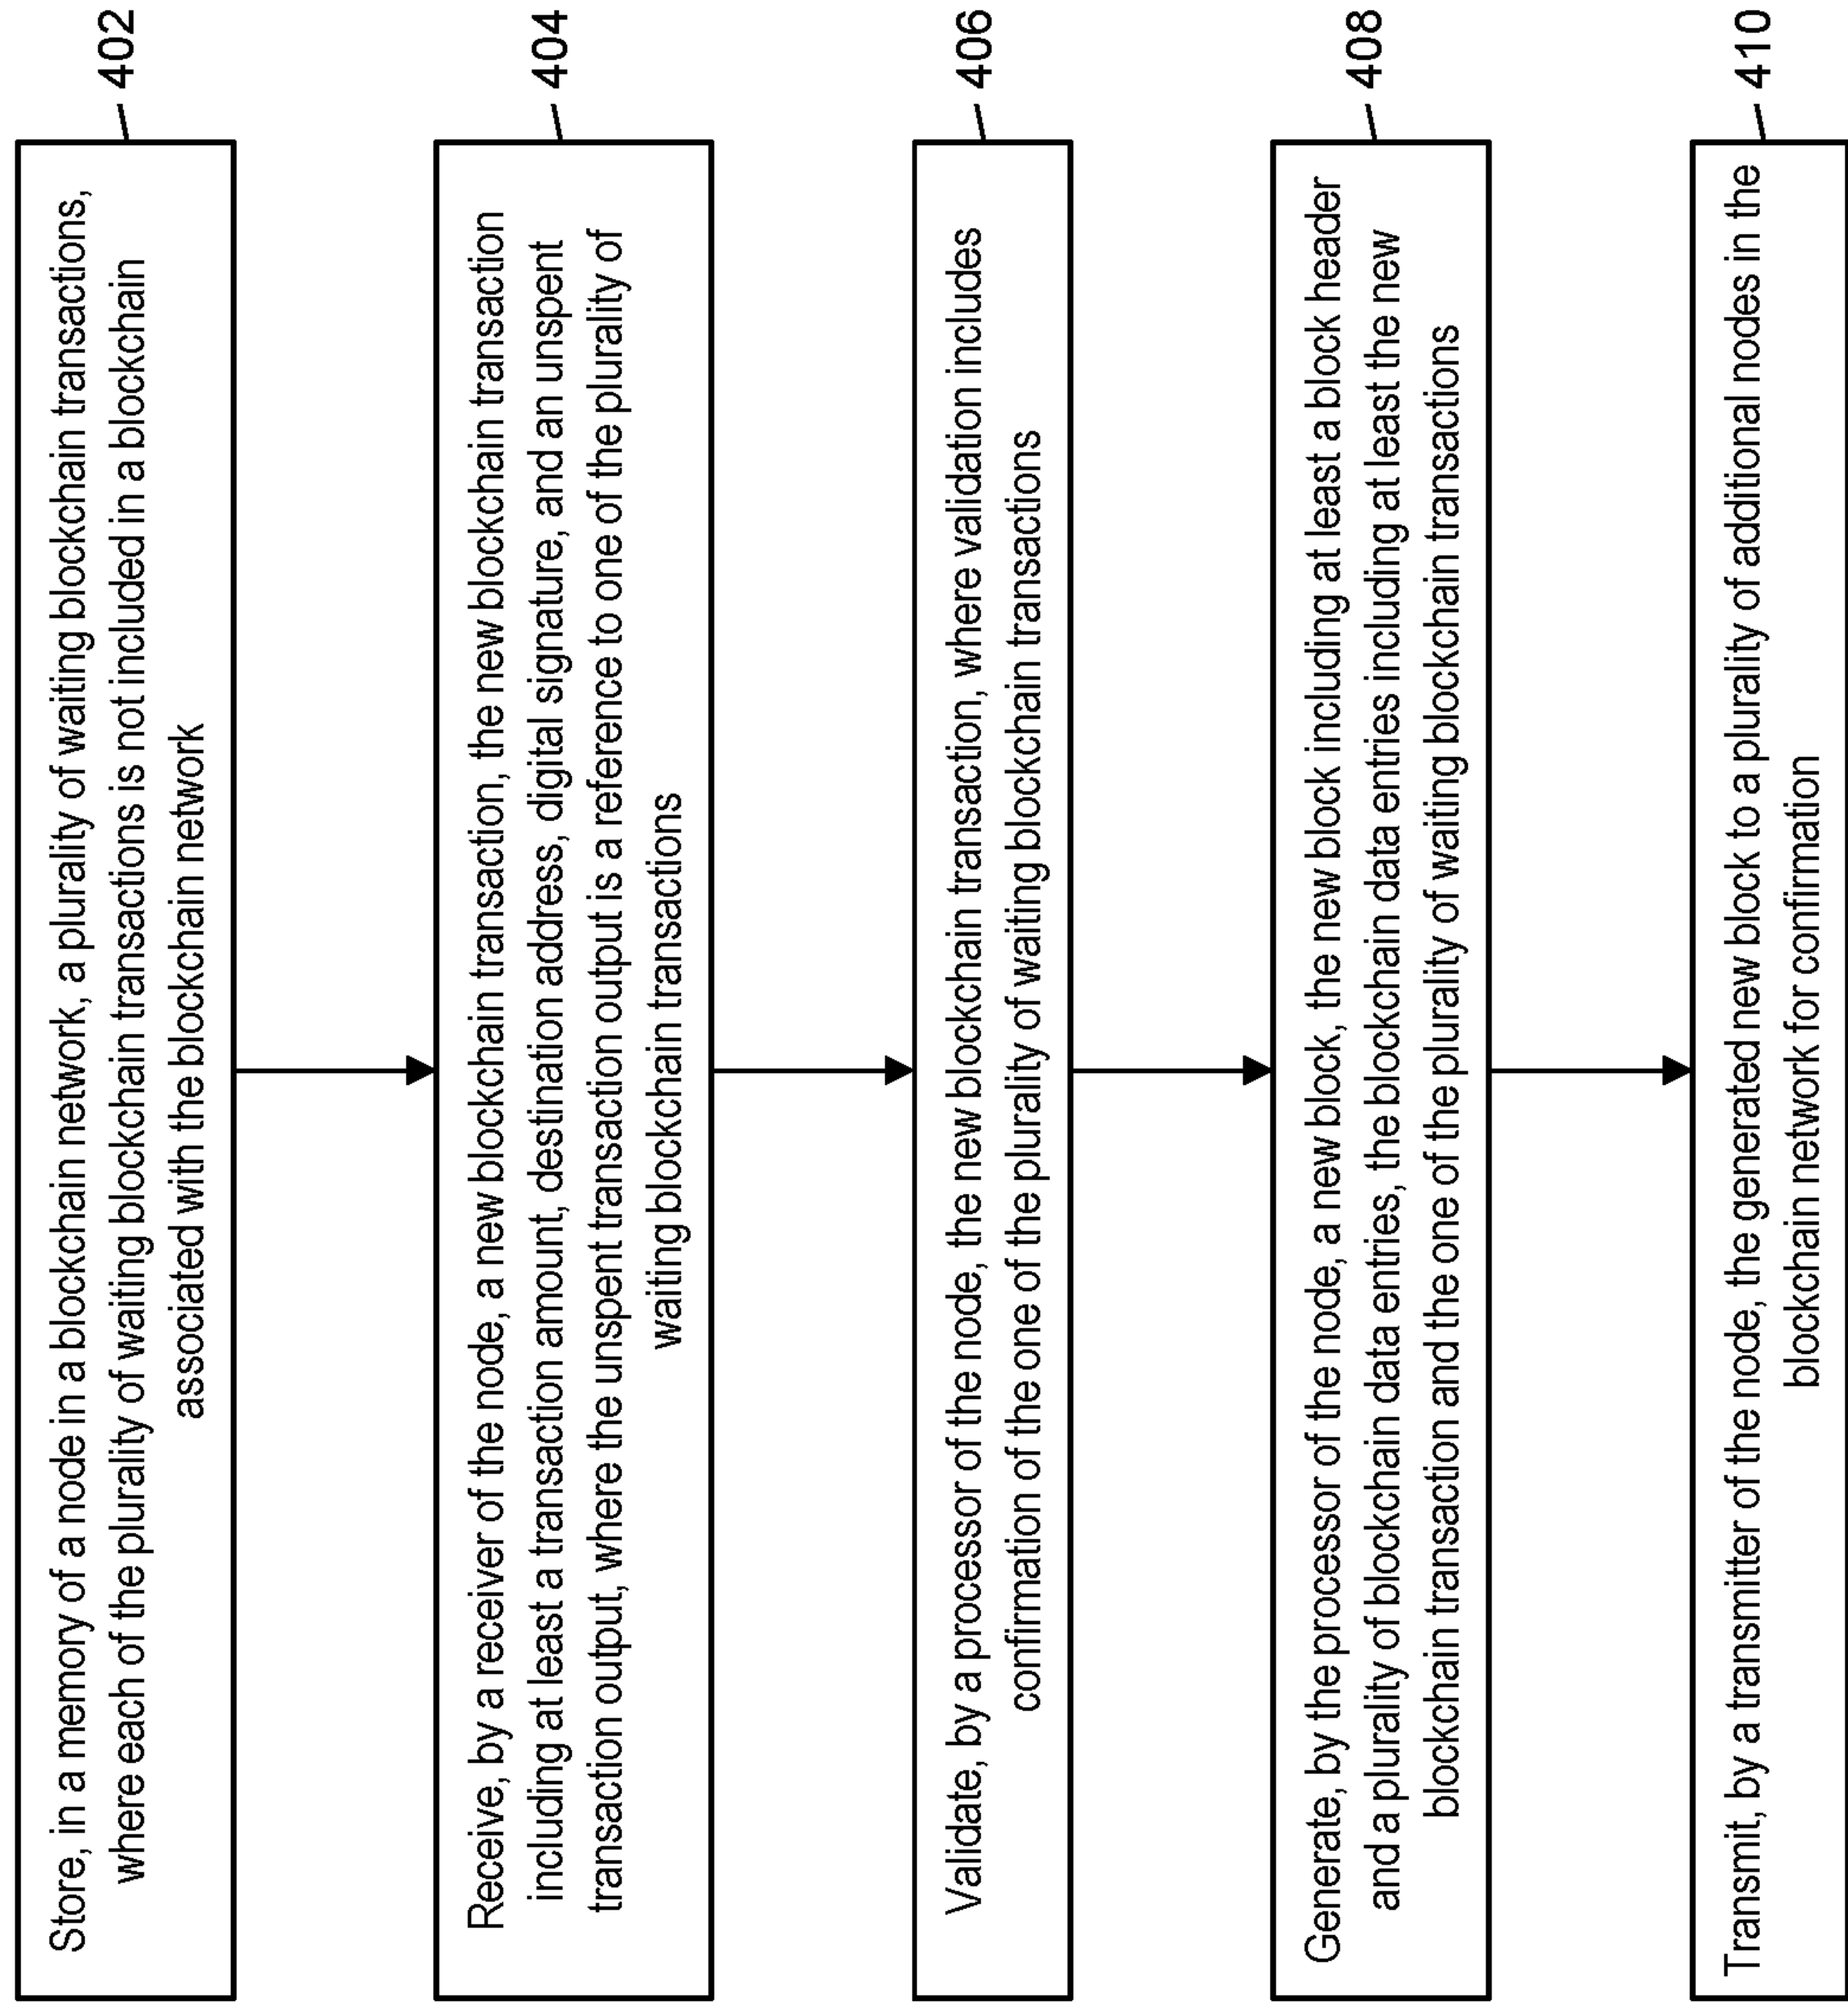 Store, in a memory of a node in a blockchain network, a plurality of waiting blockchain transactions,
where each of the plurality of waiting blockchain transactions is not included in a blockchain
associated with the blockchain network
402
Receive, by a receiver of the node, a new blockchain transaction, the new blockchain transaction
including at least a transaction amount, destination address, digital signature, and an unspent
transaction output, where the unspent transaction output is a reference to one of the plurality of
waiting blockchain transactions
404
Validate, by a processor of the node, the new blockchain transaction, where validation includes
confirmation of the one of the plurality of waiting blockchain transactions
406
Generate, by the processor of the node, a new block, the new block including at least a block header
and a plurality of blockchain data entries, the blockchain data entries including at least the new
blockchain transaction and the one of the plurality of waiting blockchain transactions
408
Transmit, by a transmitter of the node, the generated new block to a plurality of additional nodes in the
blockchain network for confirmation
410